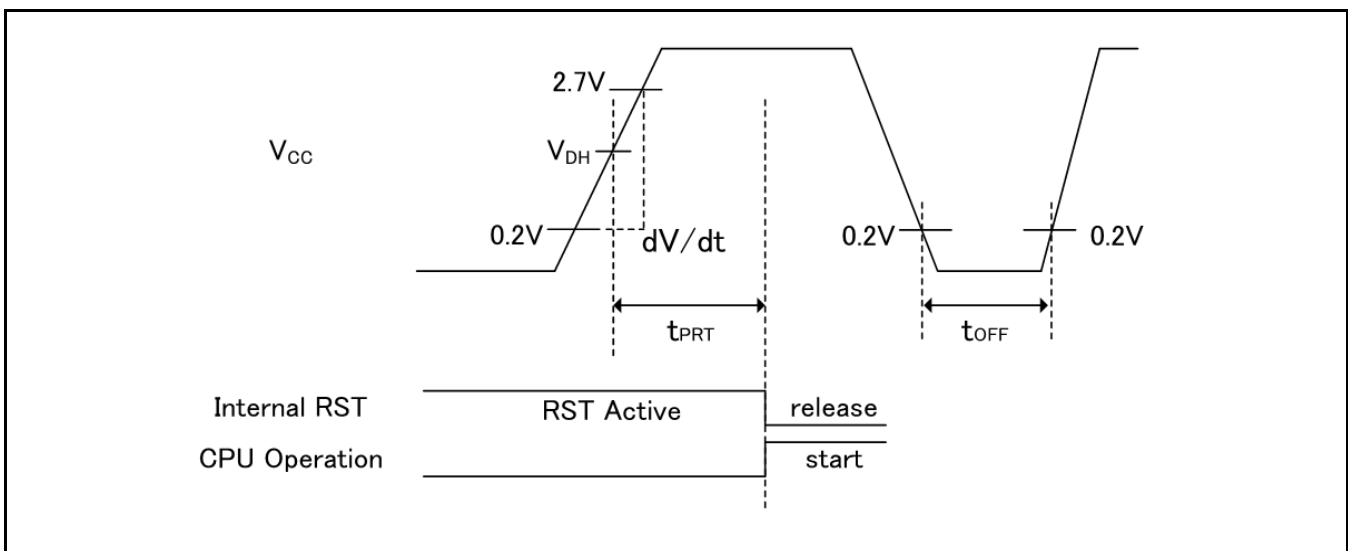 2.7V
VCC
VDH
0.2V
dV/dt
0.2V
0.2V
tPRT
tOFF
Internal RST
RST Active
release
CPU Operation
start